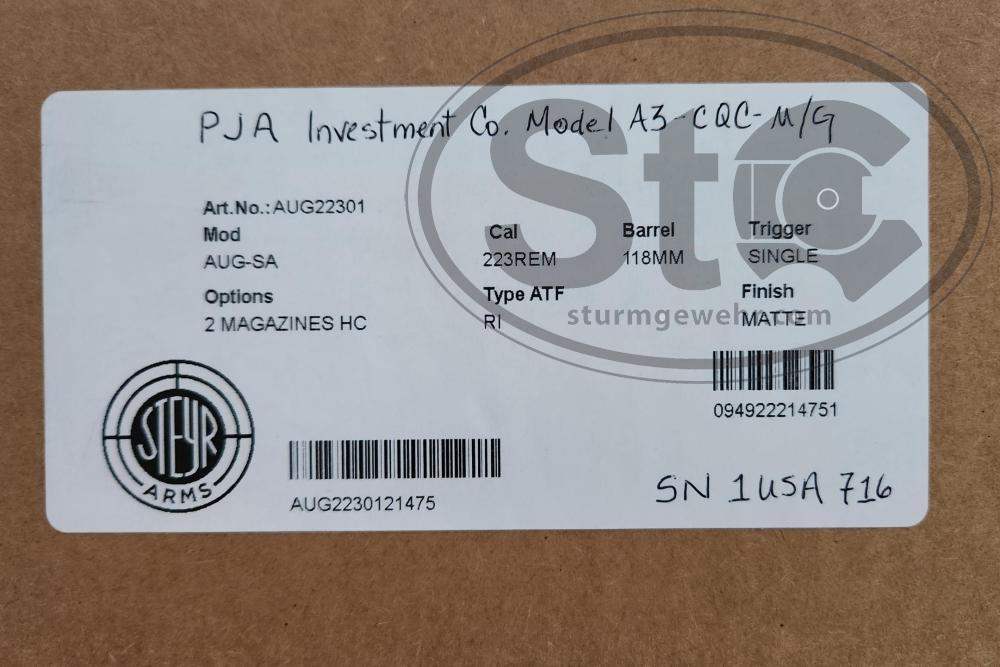 PJA Investment Co. Model A3-CQC-M/G
Art.No.: AUG22301
Mod
AUG-SA
Cal
223REM
Barrel
118MM
Trigger
SINGLE
Options
2 MAGAZINES HC
Type ATF
RI
Finish
MATTE
StG
sturmgewehr.com
094922214751
STEYR
ARMS
AUG2230121475
SN 1USA 716